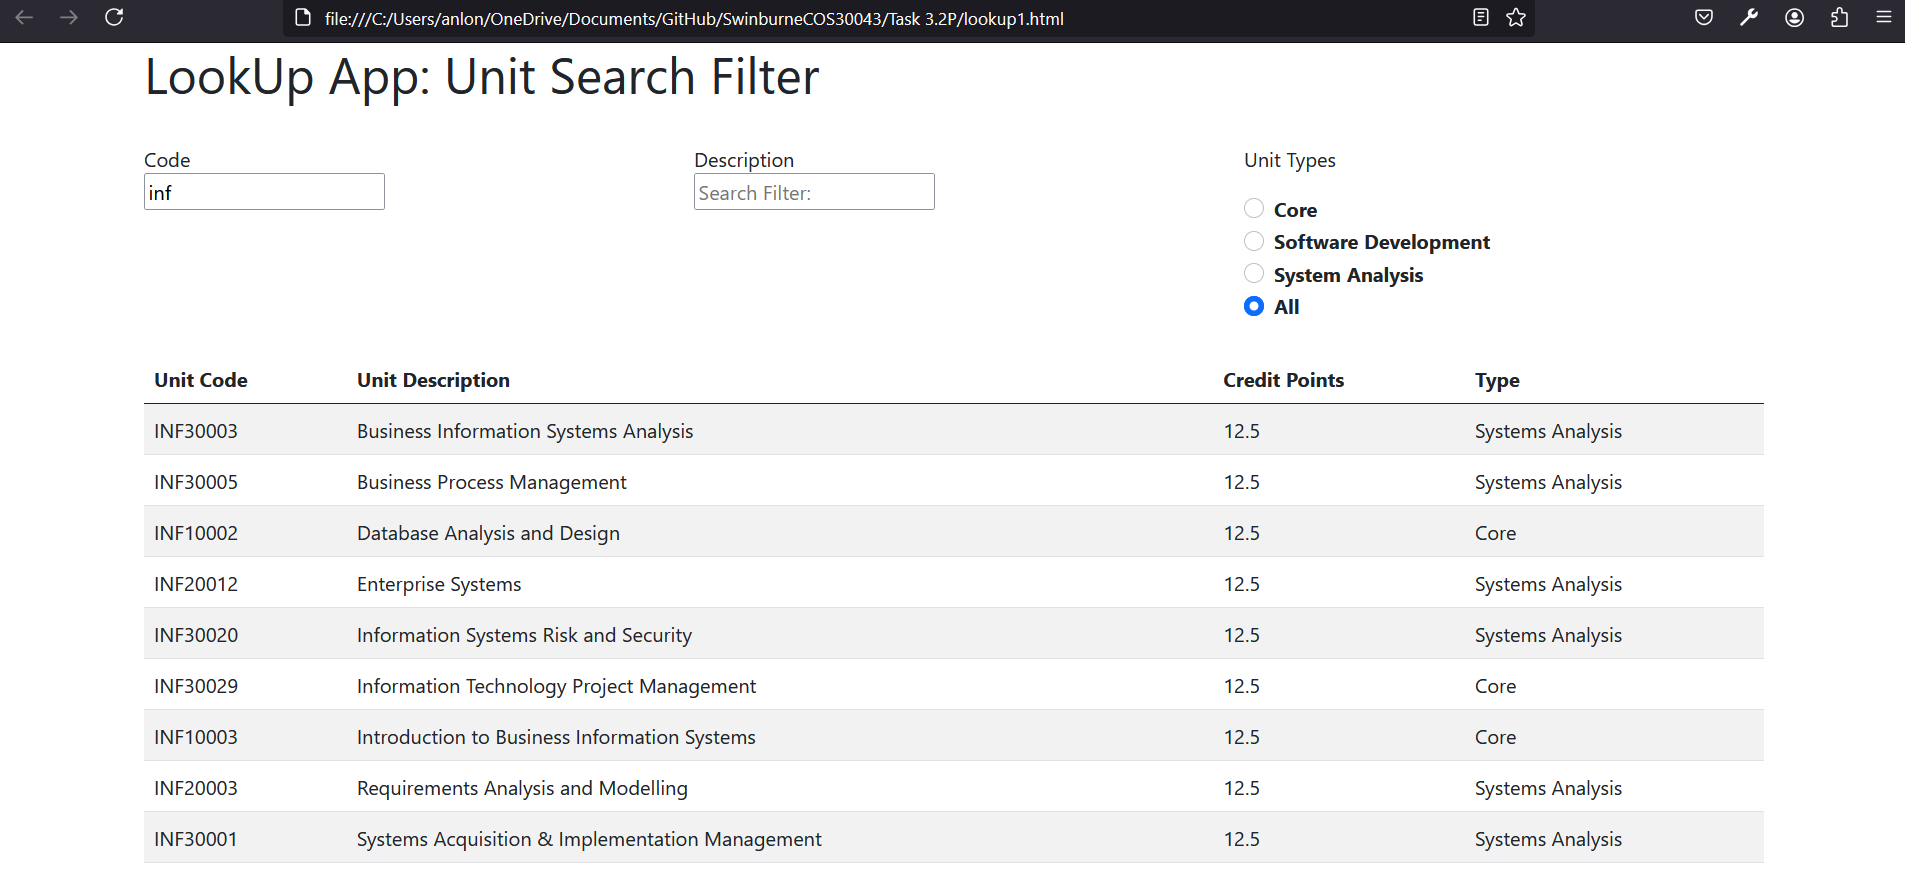 file:///C:/Users/anlon/OneDrive/Documents/GitHub/SwinburneCOS30043/Task 3.2P/lookup1.html
LookUp App: Unit Search Filter
Code
inf
Description
Search Filter:
Unit Types
Core
Software Development
System Analysis
All
Unit Code Unit Description Credit Points Type
INF30003 Business Information Systems Analysis 12.5 Systems Analysis
INF30005 Business Process Management 12.5 Systems Analysis
INF10002 Database Analysis and Design 12.5 Core
INF20012 Enterprise Systems 12.5 Systems Analysis
INF30020 Information Systems Risk and Security 12.5 Systems Analysis
INF30029 Information Technology Project Management 12.5 Core
INF10003 Introduction to Business Information Systems 12.5 Core
INF20003 Requirements Analysis and Modelling 12.5 Systems Analysis
INF30001 Systems Acquisition & Implementation Management 12.5 Systems Analysis